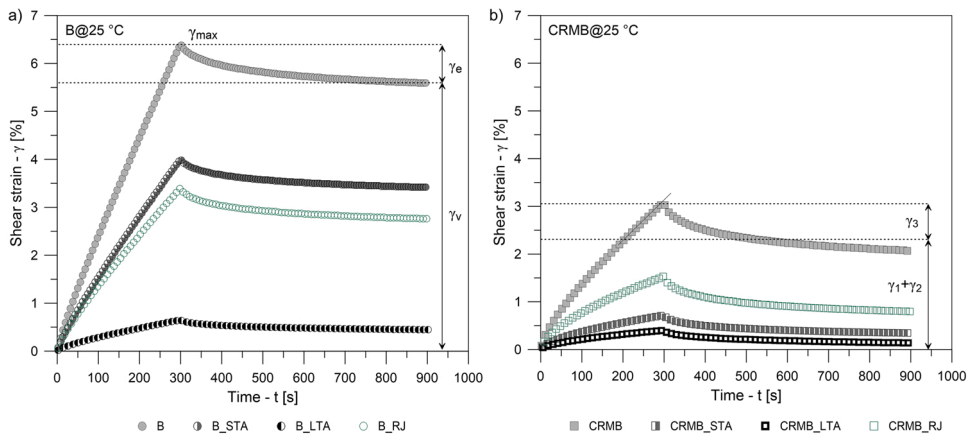 a)
B@25 °C
γmax
γe
γv
7
6
5
4
3
2
1
0
Shear strain - γ [%]
0 100 200 300 400 500 600 700 800 900 1000
Time - t [s]
B B_STA B_LTA B_RJ
b)
CRMB@25 °C
γ3
γ1+γ2
7
6
5
4
3
2
1
0
Shear strain - γ [%]
0 100 200 300 400 500 600 700 800 900 1000
Time - t [s]
CRMB CRMB_STA CRMB_LTA CRMB_RJ